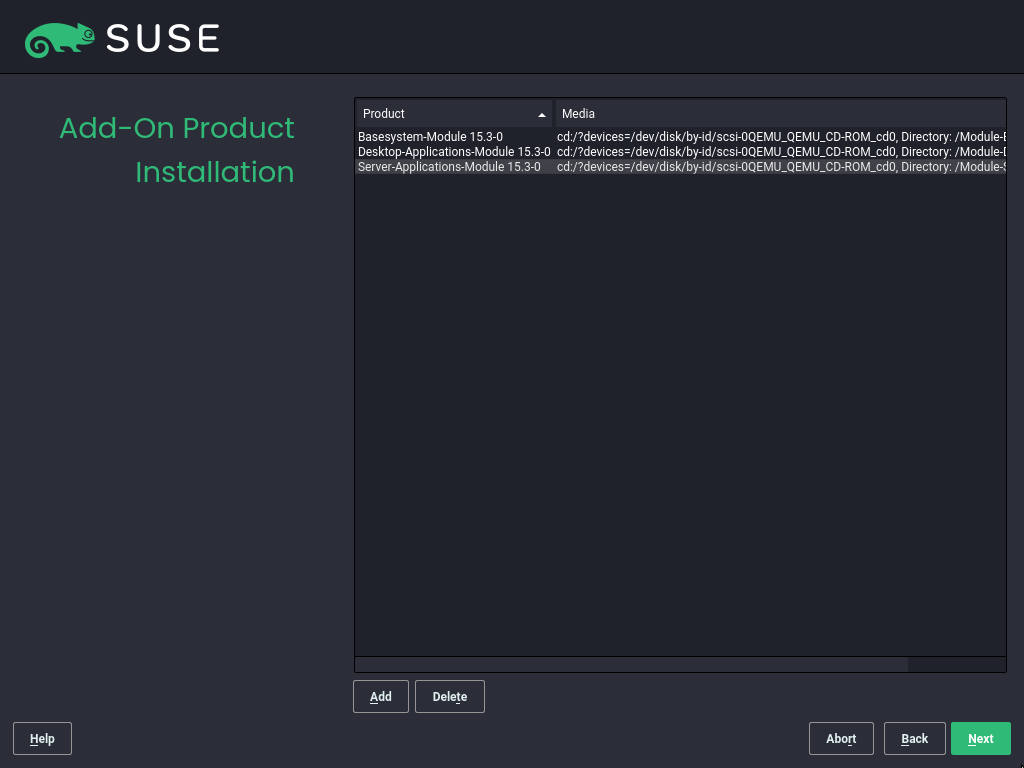 SUSE
Add-On Product
Installation
Product Media
Basesystem-Module 15.3-0 cd:/?devices=/dev/disk/by-id/scsi-0QEMU_QEMU_CD-ROM_cd0, Directory: /Module-B
Desktop-Applications-Module 15.3-0 cd:/?devices=/dev/disk/by-id/scsi-0QEMU_QEMU_CD-ROM_cd0, Directory: /Module-D
Server-Applications-Module 15.3-0 cd:/?devices=/dev/disk/by-id/scsi-0QEMU_QEMU_CD-ROM_cd0, Directory: /Module-S
Add Delete
Help Abort Back Next